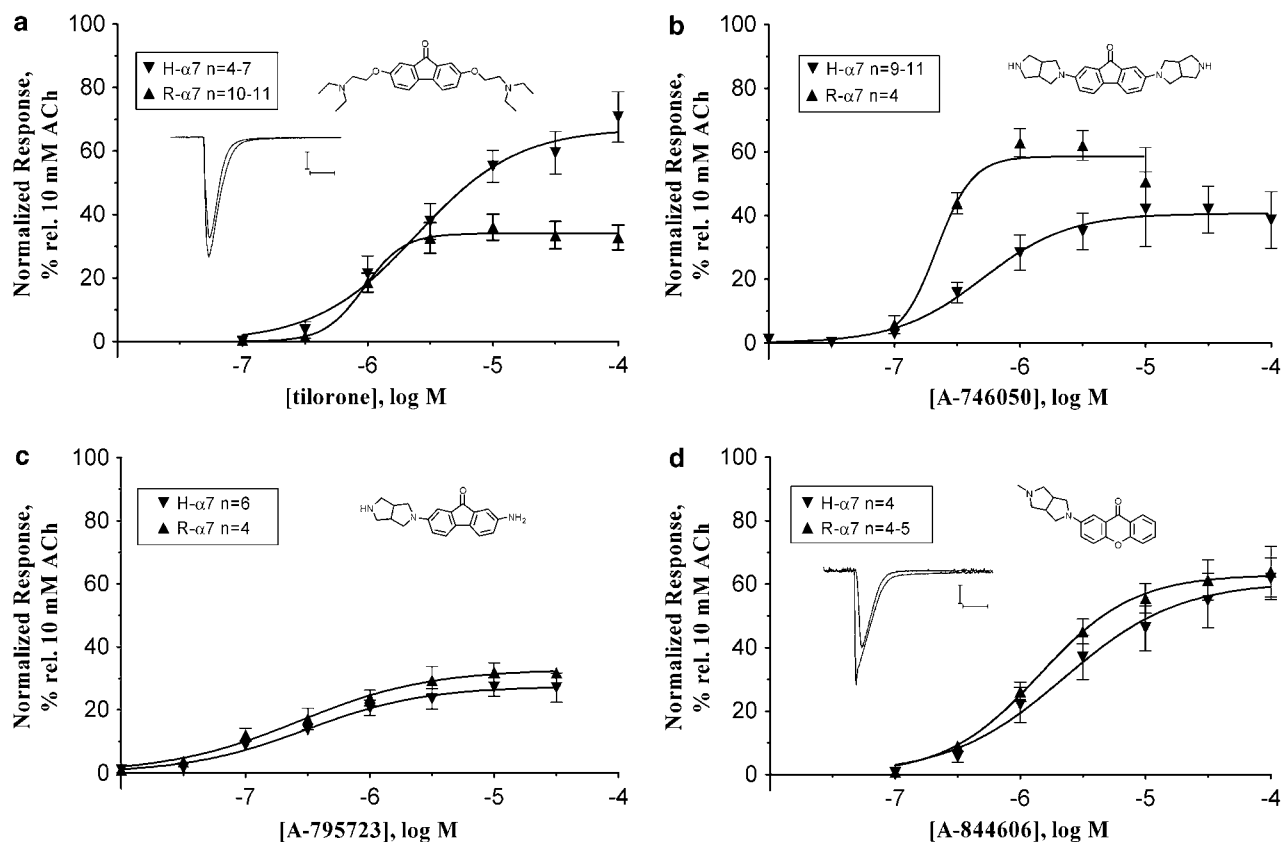 a
100
80
60
40
20
0
Normalized Response,
% rel. 10 mM ACh
▼ H-α7 n=4-7
▲ R-α7 n=10-11
O
O
O
N
N
-7
-6
-5
-4
[tilorone], log M
b
100
80
60
40
20
0
Normalized Response,
% rel. 10 mM ACh
▼ H-α7 n=9-11
▲ R-α7 n=4
O
HN
N
N
NH
-7
-6
-5
-4
[A-746050], log M
c
100
80
60
40
20
0
Normalized Response,
% rel. 10 mM ACh
▼ H-α7 n=6
▲ R-α7 n=4
O
HN
N
NH₂
-7
-6
-5
-4
[A-795723], log M
d
100
80
60
40
20
0
Normalized Response,
% rel. 10 mM ACh
▼ H-α7 n=4
▲ R-α7 n=4-5
N
N
O
O
-7
-6
-5
-4
[A-844606], log M